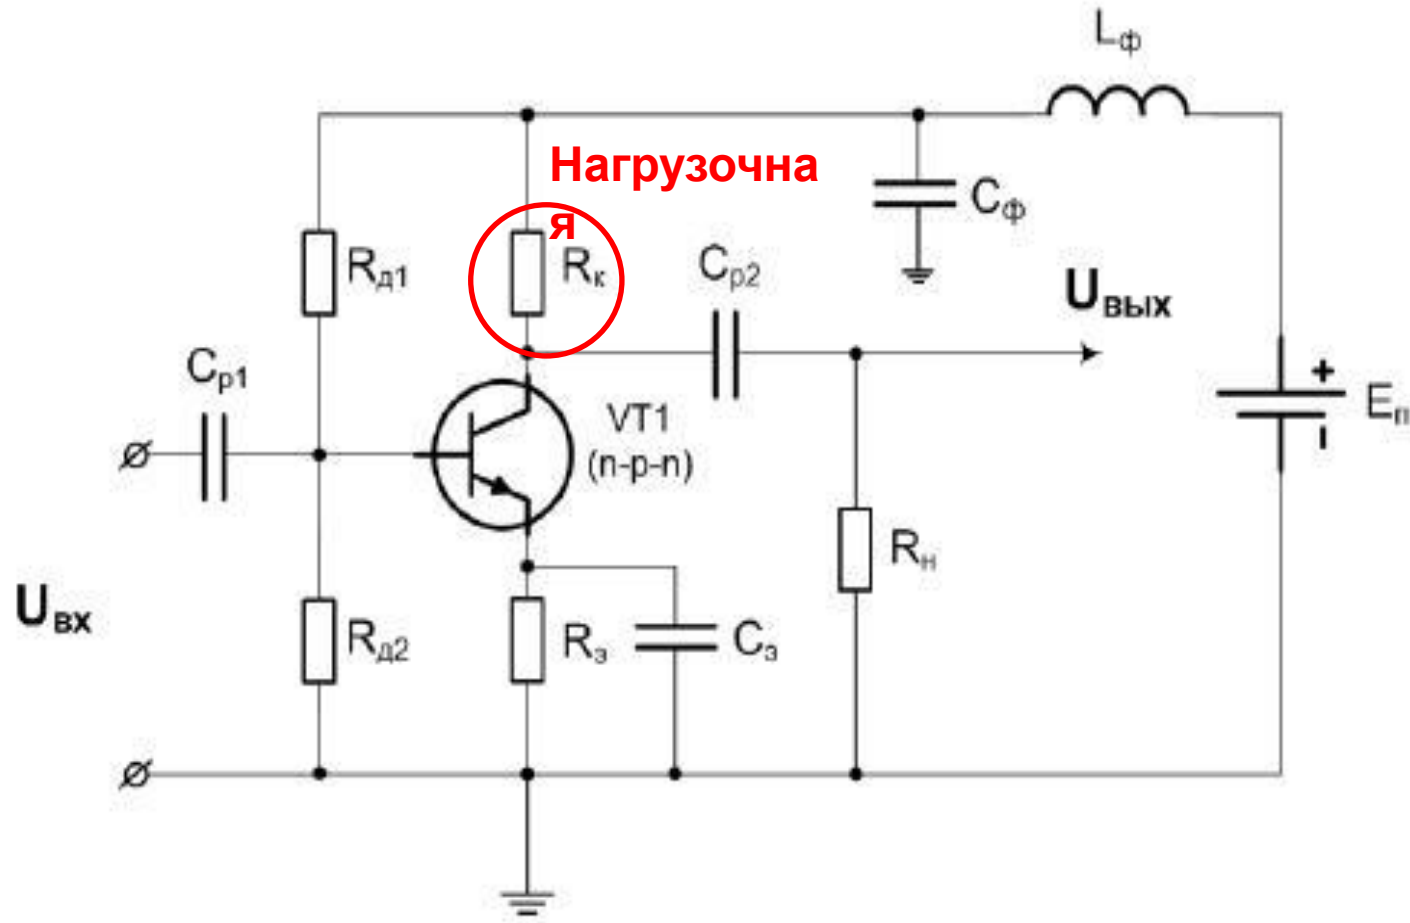 Lф
Нагрузочна
я
Cф
Rд1
Rк
Cр2
Uвых
Cр1
+
Eп
VT1
(n-p-n)
Rн
Uвх
Rд2
Rэ
Cэ